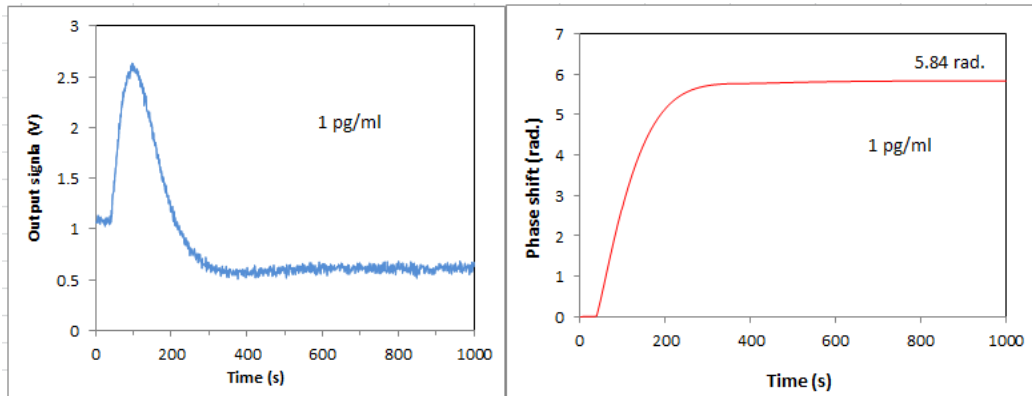 3
2.5
2
1.5
1
0.5
0
Output signla (V)
1 pg/ml
0 200 400 600 800 1000
Time (s)
7
6
5
4
3
2
1
0
Phase shift (rad.)
5.84 rad.
1 pg/ml
0 200 400 600 800 1000
Time (s)